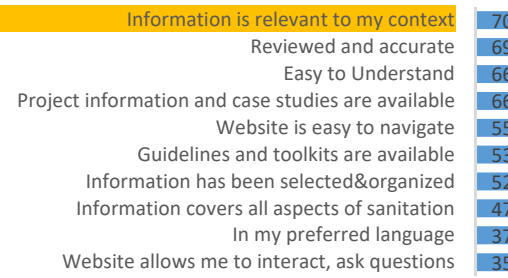 Information is relevant to my context 70
Reviewed and accurate 69
Easy to Understand 66
Project information and case studies are available 66
Website is easy to navigate 55
Guidelines and toolkits are available 53
Information has been selected&organized 52
Information covers all aspects of sanitation 47
In my preferred language 37
Website allows me to interact, ask questions 35